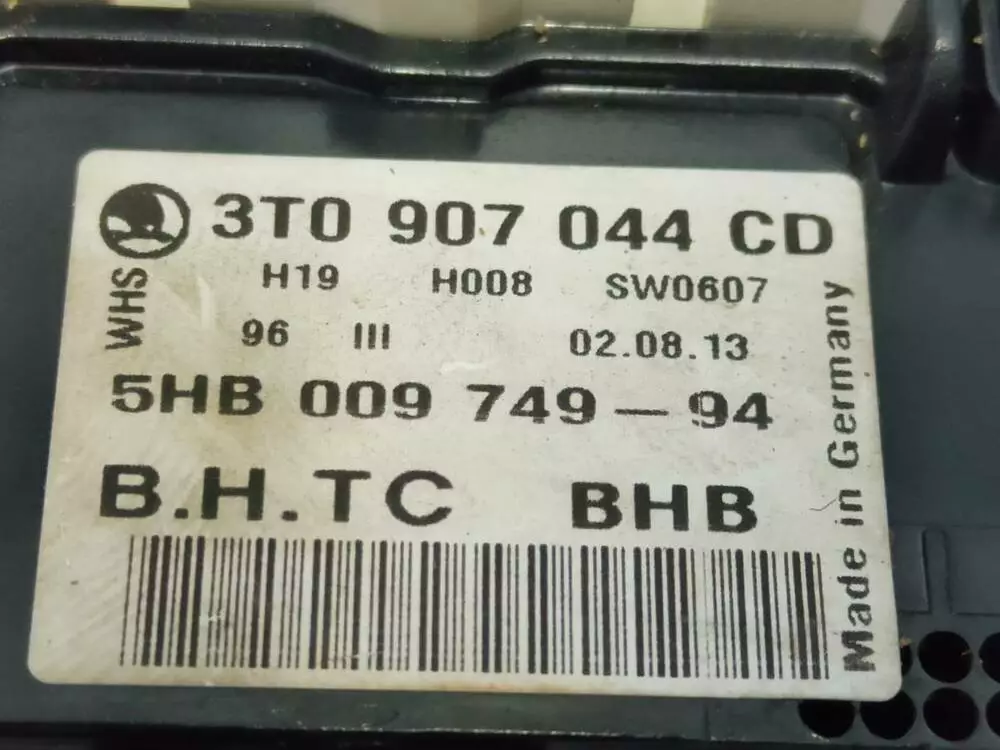 3T0 907 044 CD
WHS
H19 H008 SW0607
96 III 02.08.13
5HB 009 749-94
B.H.TC BHB
Made in Germany